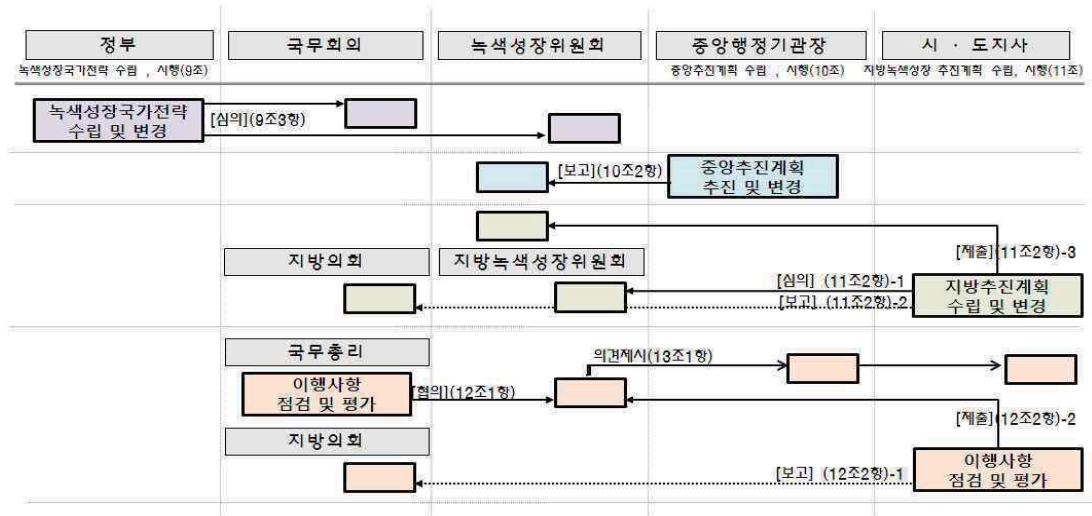 정부
국무회의
녹색성장위원회
중앙행정기관장
시 · 도지사
녹색성장국가전략 수립 , 시행(9조)
중앙추진계획 수립 , 시행(10조)
지방녹색성장 추진계획 수립, 시행(11조)
녹색성장국가전략
수립 및 변경
[심의](9조3항)
[보고](10조2항)
중앙추진계획
추진 및 변경
[제출](11조2항)-3
지방의회
지방녹색성장위원회
[심의] (11조2항)-1
[보고] (11조2항)-2
지방추진계획
수립 및 변경
국무총리
의견제시(13조1항)
이행사항
점검 및 평가
[협의](12조1항)
[제출](12조2항)-2
지방의회
[보고] (12조2항)-1
이행사항
점검 및 평가